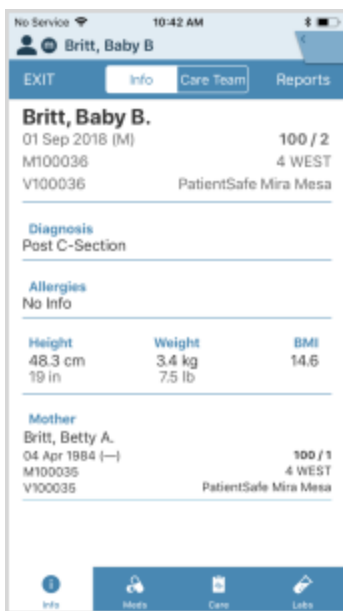 No Service 10:42 AM
Britt, Baby B
EXIT Info Care Team Reports
Britt, Baby B.
01 Sep 2018 (M) 100 / 2
M100036 4 WEST
V100036 PatientSafe Mira Mesa
Diagnosis
Post C-Section
Allergies
No Info
Height Weight BMI
48.3 cm 3.4 kg 14.6
19 in 7.5 lb
Mother
Britt, Betty A.
04 Apr 1984 (—) 100 / 1
M100035 4 WEST
V100035 PatientSafe Mira Mesa
Info Meds Care Labs